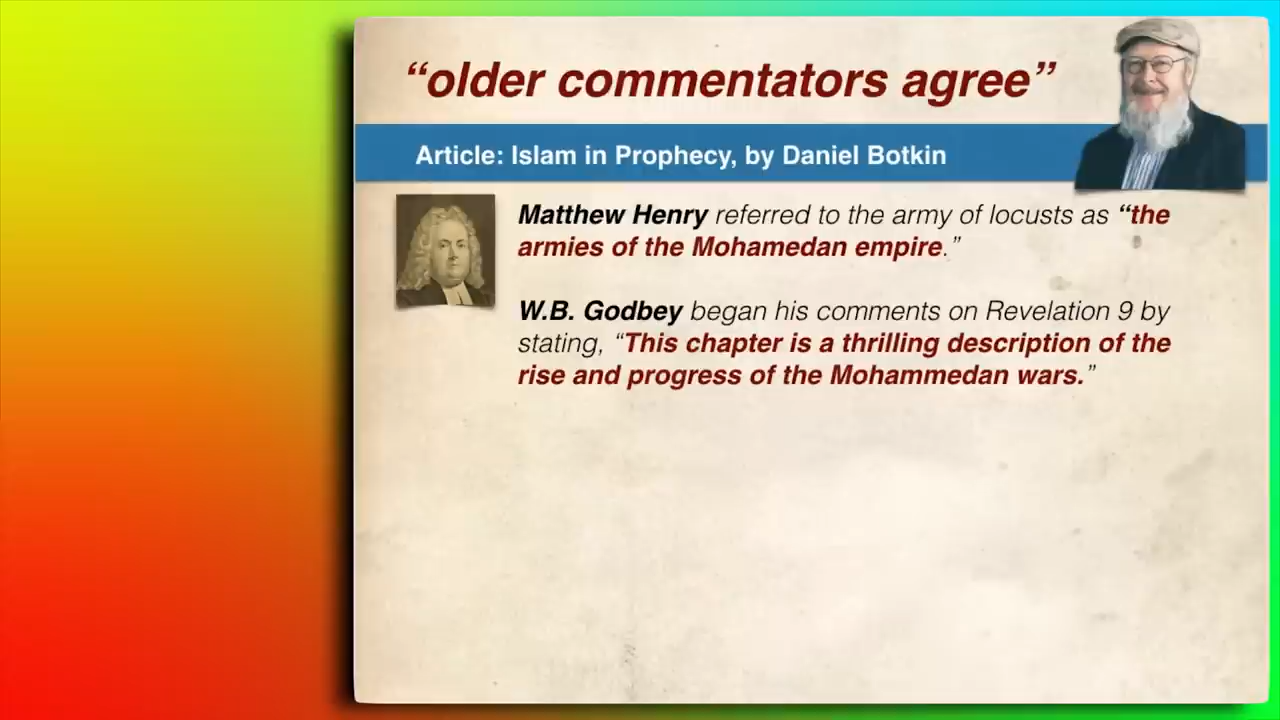 “older commentators agree”
Article: Islam in Prophecy, by Daniel Botkin
Matthew Henry referred to the army of locusts as “the
armies of the Mohamedan empire.”
W.B. Godbey began his comments on Revelation 9 by
stating, “This chapter is a thrilling description of the
rise and progress of the Mohammedan wars.”